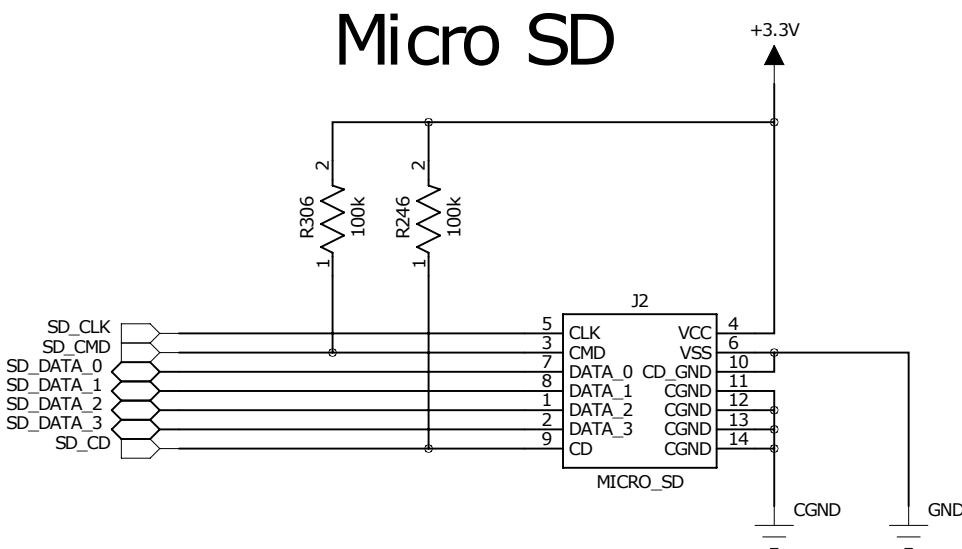 Micro SD
+3.3V
2
2
R306
100k
R246
100k
1
1
J2
SD_CLK
5
CLK
VCC
4
SD_CMD
3
CMD
VSS
6
SD_DATA_0
7
DATA_0
CD_GND
10
SD_DATA_1
8
DATA_1
CGND
11
SD_DATA_2
1
DATA_2
CGND
12
SD_DATA_3
2
DATA_3
CGND
13
SD_CD
9
CD
CGND
14
MICRO_SD
CGND
GND